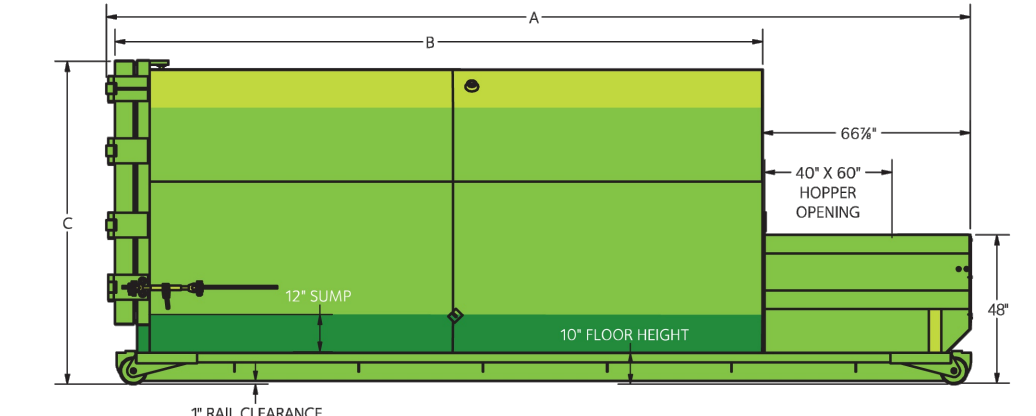 A
B
66⅞"
40" X 60"
HOPPER
OPENING
C
12" SUMP
48"
10" FLOOR HEIGHT
1" RAIL CLEARANCE